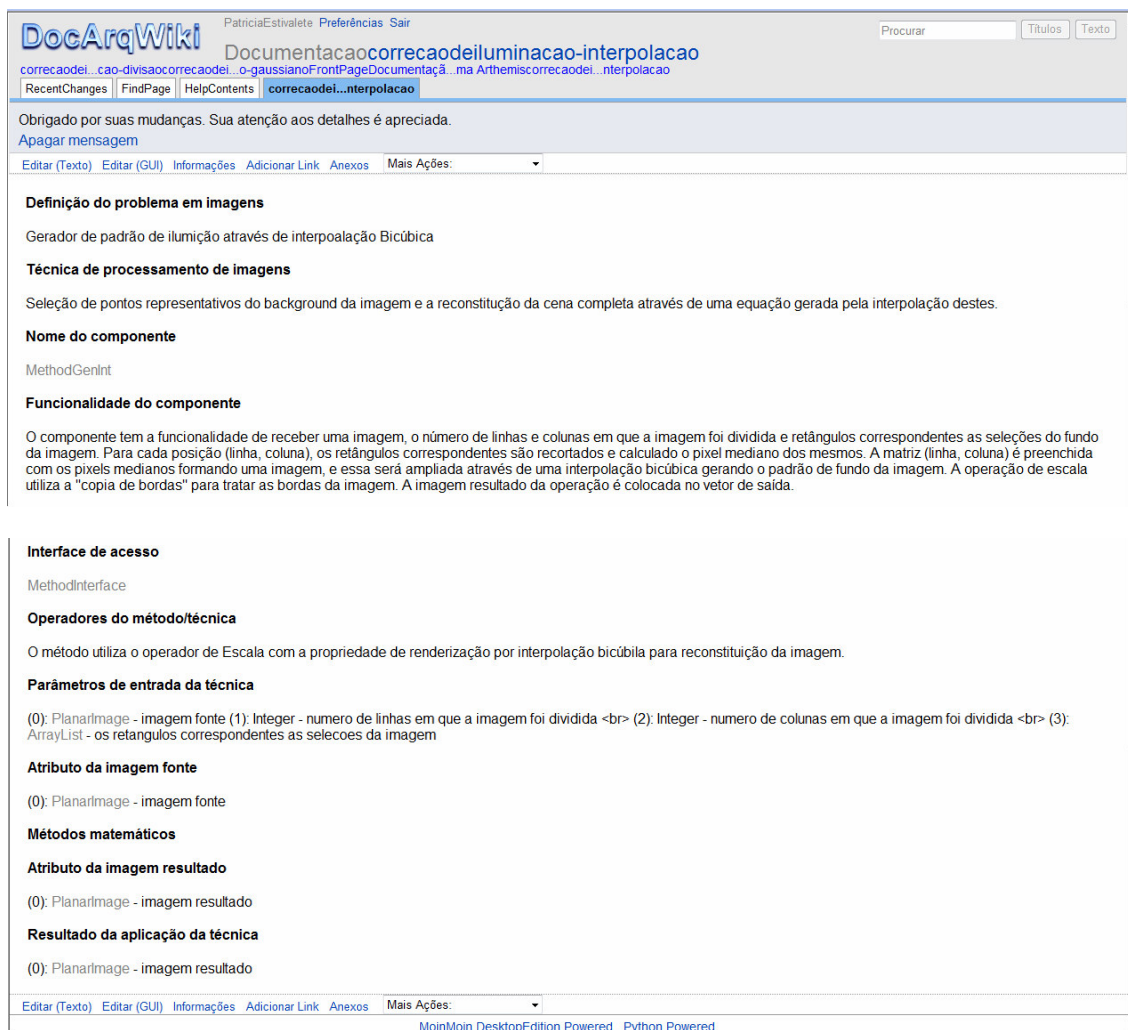 DocArqWiki
PatriciaEstivalete Preferências Sair
Procurar Títulos Texto
Documentacaocorrecaodeiluminacao-interpolacao
correcaodei...cao-divisaocorrecaodei...o-gaussianoFrontPageDocumentaçã...ma Arthemiscorrecaodei...nterpolacao
RecentChanges FindPage HelpContents correcaodei...nterpolacao
Obrigado por suas mudanças. Sua atenção aos detalhes é apreciada.
Apagar mensagem
Editar (Texto) Editar (GUI) Informações Adicionar Link Anexos Mais Ações:
Definição do problema em imagens
Gerador de padrão de ilumição através de interpoalação Bicúbica
Técnica de processamento de imagens
Seleção de pontos representativos do background da imagem e a reconstituição da cena completa através de uma equação gerada pela interpolação destes.
Nome do componente
MethodGenInt
Funcionalidade do componente
O componente tem a funcionalidade de receber uma imagem, o número de linhas e colunas em que a imagem foi dividida e retângulos correspondentes as seleções do fundo
da imagem. Para cada posição (linha, coluna), os retângulos correspondentes são recortados e calculado o pixel mediano dos mesmos. A matriz (linha, coluna) é preenchida
com os pixels medianos formando uma imagem, e essa será ampliada através de uma interpolação bicúbica gerando o padrão de fundo da imagem. A operação de escala
utiliza a "copia de bordas" para tratar as bordas da imagem. A imagem resultado da operação é colocada no vetor de saída.
Interface de acesso
MethodInterface
Operadores do método/técnica
O método utiliza o operador de Escala com a propriedade de renderização por interpolação bicúbila para reconstituição da imagem.
Parâmetros de entrada da técnica
(0): PlanarImage - imagem fonte (1): Integer - numero de linhas em que a imagem foi dividida <br> (2): Integer - numero de colunas em que a imagem foi dividida <br> (3):
ArrayList - os retangulos correspondentes as selecoes da imagem
Atributo da imagem fonte
(0): PlanarImage - imagem fonte
Métodos matemáticos
Atributo da imagem resultado
(0): PlanarImage - imagem resultado
Resultado da aplicação da técnica
(0): PlanarImage - imagem resultado
Editar (Texto) Editar (GUI) Informações Adicionar Link Anexos Mais Ações:
MoinMoin DesktopEdition Powered Python Powered